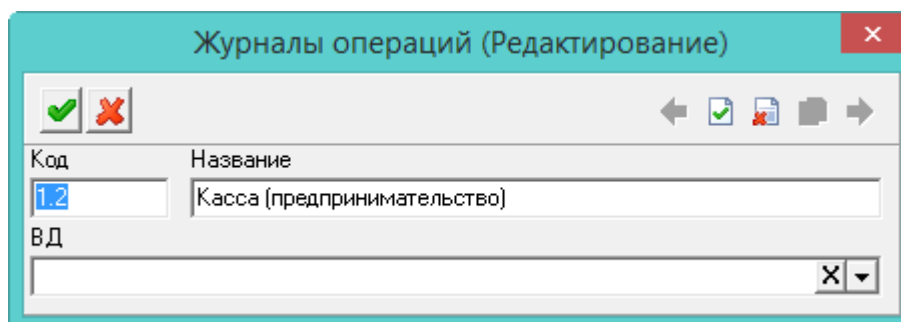 Журналы операций (Редактирование)
Код Название
1.2 Касса (предпринимательство)
ВД